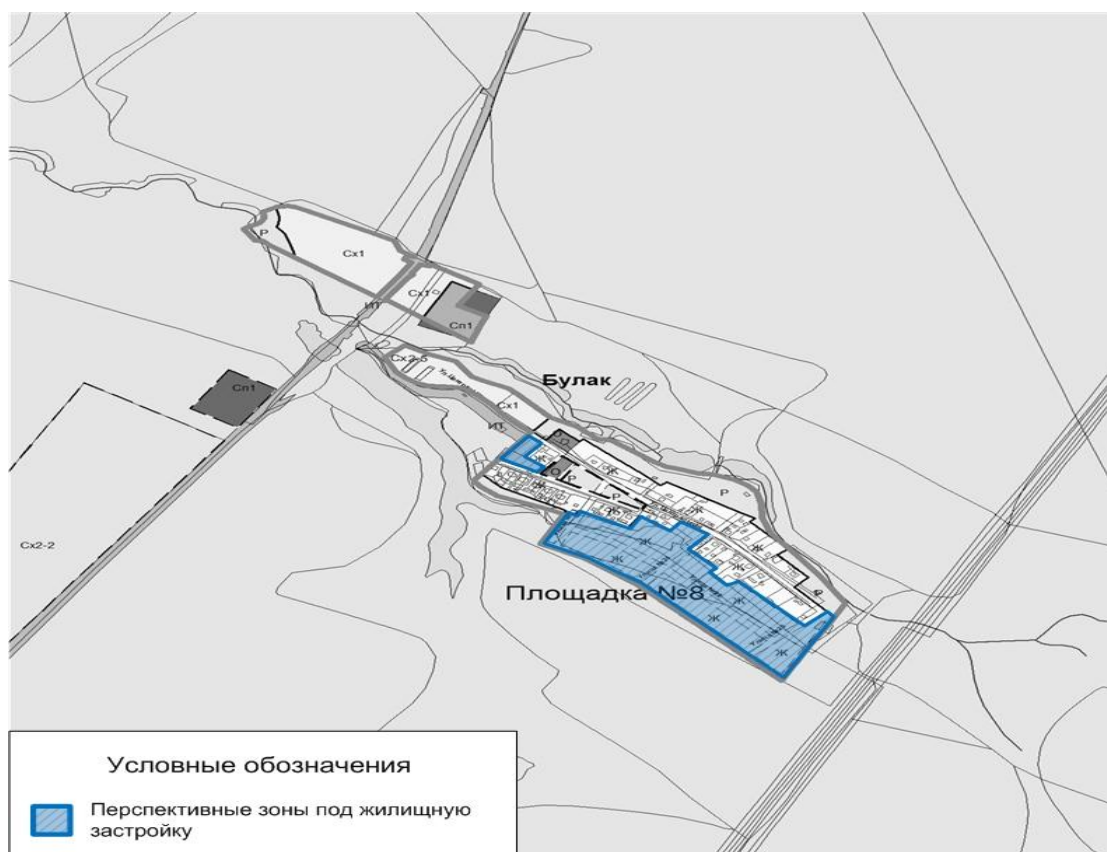 Р
Сх1
Сх1
ИТ
Сп1
Сх2-5
Булак
Сп1
Сх1
ИТ
О
Ж
Ж
О
Р
Р
Ж
Р
Ж
Ж
Ж
Сх2-2
Ж
Ж
Ж
Площадка №8
Ж
Ж
Ж
Условные обозначения
Перспективные зоны под жилищную
застройку